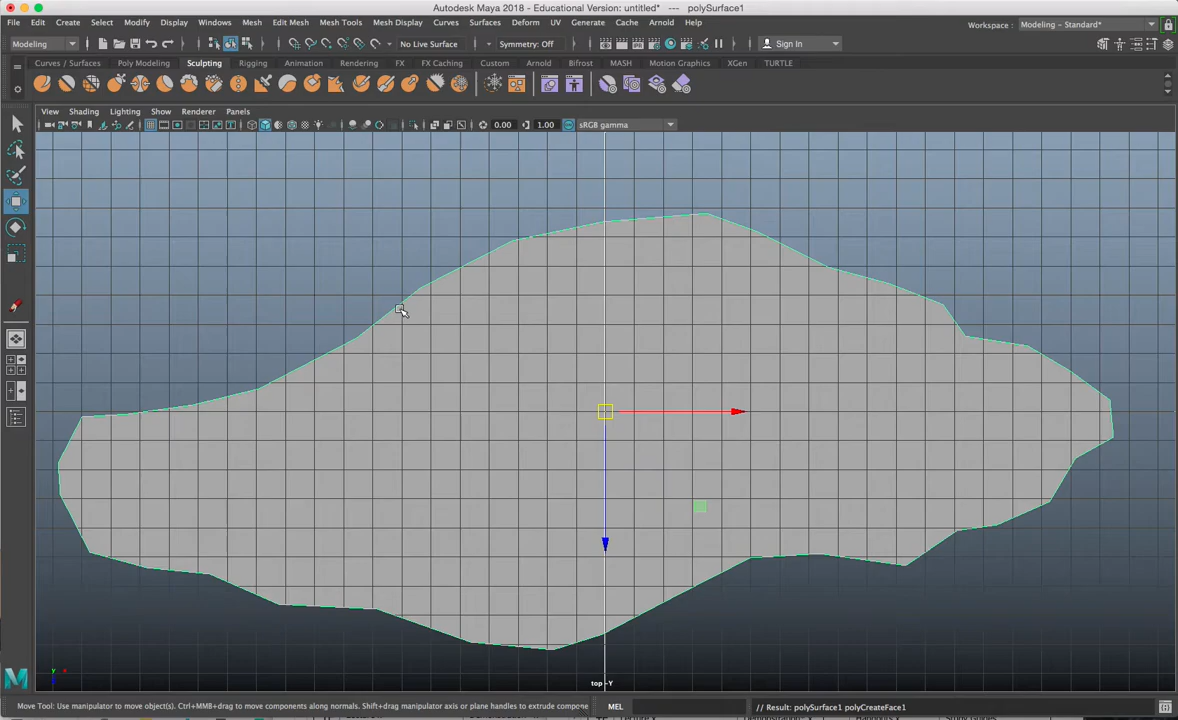 Autodesk Maya 2018 - Educational Version: untitled* --- polySurface1
File Edit Create Select Modify Display Windows Mesh Edit Mesh Mesh Tools Mesh Display Curves Surfaces Deform UV Generate Cache Arnold Help
Workspace : Modeling - Standard*
Modeling No Live Surface Symmetry: Off Sign In
Curves / Surfaces Poly Modeling Sculpting Rigging Animation Rendering FX FX Caching Custom Arnold Bifrost MASH Motion Graphics XGen TURTLE
View Shading Lighting Show Renderer Panels
0.00 1.00 sRGB gamma
y x
top -Y
Move Tool: Use manipulator to move object(s). Ctrl+MMB+drag to move components along normals. Shift+drag manipulator axis or plane handles to extrude compone
MEL
// Result: polySurface1 polyCreateFace1